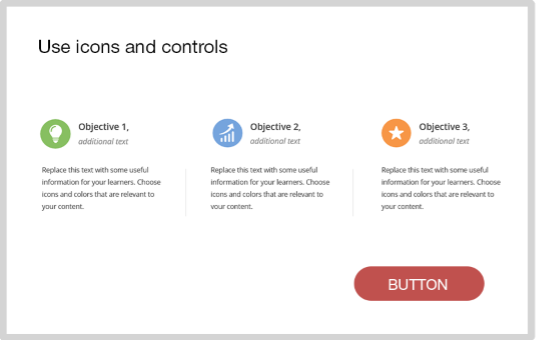 Use icons and controls
Objective 1,
additional text
Replace this text with some useful
information for your learners. Choose
icons and colors that are relevant to
your content.
Objective 2,
additional text
Replace this text with some useful
information for your learners. Choose
icons and colors that are relevant to
your content.
Objective 3,
additional text
Replace this text with some useful
information for your learners. Choose
icons and colors that are relevant to
your content.
BUTTON